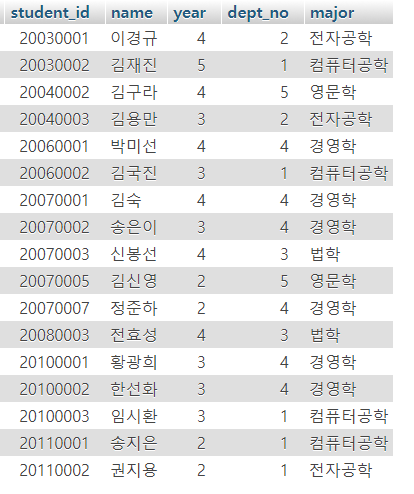 student_id name year dept_no major
20030001 이경규 4 2 전자공학
20030002 김재진 5 1 컴퓨터공학
20040002 김구라 4 5 영문학
20040003 김용만 3 2 전자공학
20060001 박미선 4 4 경영학
20060002 김국진 3 1 컴퓨터공학
20070001 김숙 4 4 경영학
20070002 송은이 3 4 경영학
20070003 신봉선 4 3 법학
20070005 김신영 2 5 영문학
20070007 정준하 2 4 경영학
20080003 전효성 4 3 법학
20100001 황광희 3 4 경영학
20100002 한선화 3 4 경영학
20100003 임시환 3 1 컴퓨터공학
20110001 송지은 2 1 컴퓨터공학
20110002 권지용 2 1 전자공학